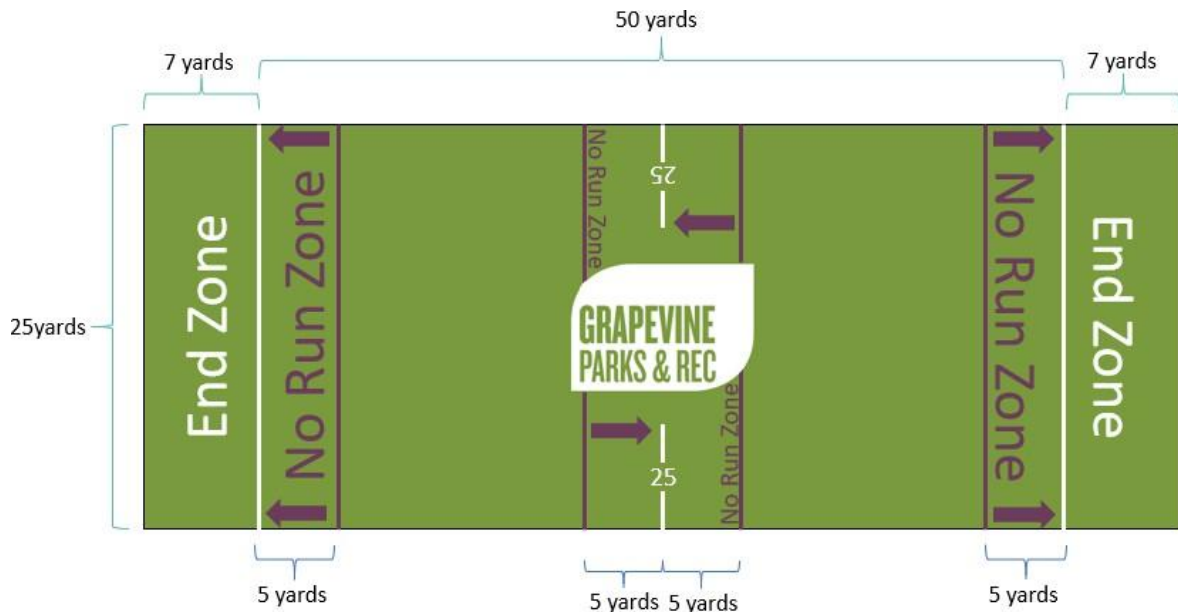 50 yards
7 yards
7 yards
25yards
End Zone
No Run Zone
No Run Zone
25
GRAPEVINE
PARKS & REC
25
No Run Zone
No Run Zone
End Zone
5 yards
5 yards
5 yards
5 yards